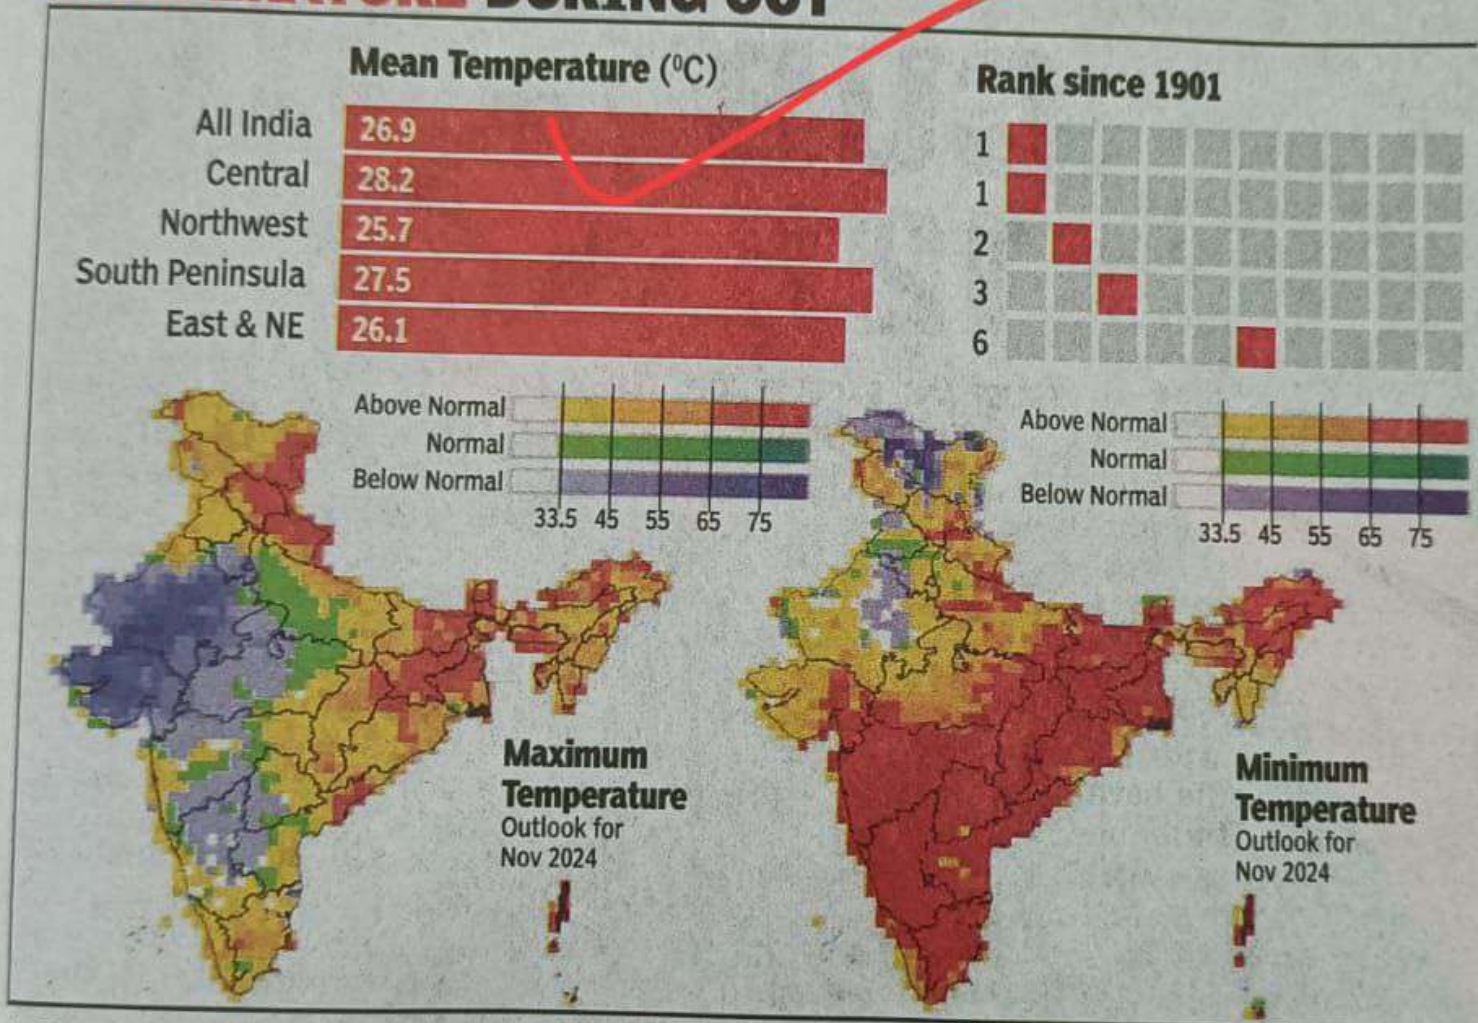 DURING OCT
Mean Temperature (⁰C)
All India 26.9
Central 28.2
Northwest 25.7
South Peninsula 27.5
East & NE 26.1
Rank since 1901
1
1
2
3
6
Above Normal
Normal
Below Normal
33.5 45 55 65 75
Above Normal
Normal
Below Normal
33.5 45 55 65 75
Maximum
Temperature
Outlook for
Nov 2024
Minimum
Temperature
Outlook for
Nov 2024